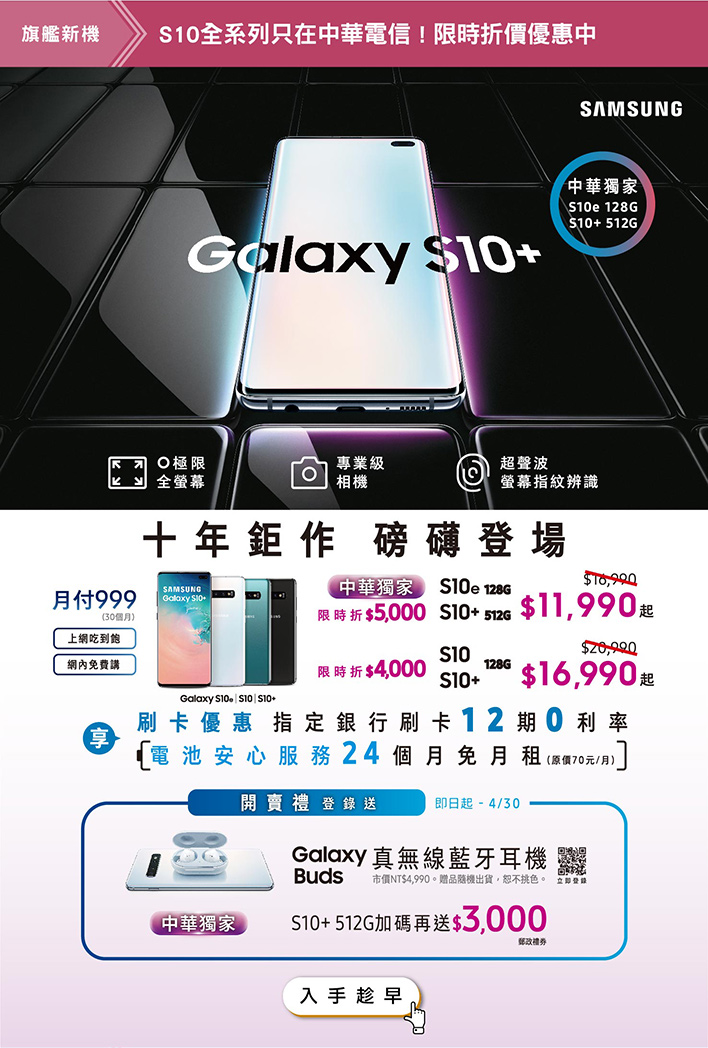 旗艦新機
S10全系列只在中華電信！限時折價優惠中
SAMSUNG
中華獨家
S10e 128G
S10+ 512G
Galaxy S10+
O極限
全螢幕
專業級
相機
超聲波
螢幕指紋辨識
十年鉅作 磅礴登場
月付999
(30個月)
上網吃到飽
網內免費講
SAMSUNG
Galaxy S10+
Galaxy S10e | S10 | S10+
中華獨家
限時折$5,000
S10e 128G
S10+ 512G
$16,990
$11,990起
限時折$4,000
S10
S10+
128G
$20,990
$16,990起
享
刷卡優惠 指定銀行刷卡12期0利率
電池安心服務24個月免月租(原價70元/月)
開賣禮 登錄送
即日起 - 4/30
Galaxy Buds
真無線藍牙耳機
市價NT$4,990。贈品隨機出貨，恕不挑色。
立即登錄
中華獨家
S10+ 512G加碼再送$3,000
郵政禮券
入手趁早